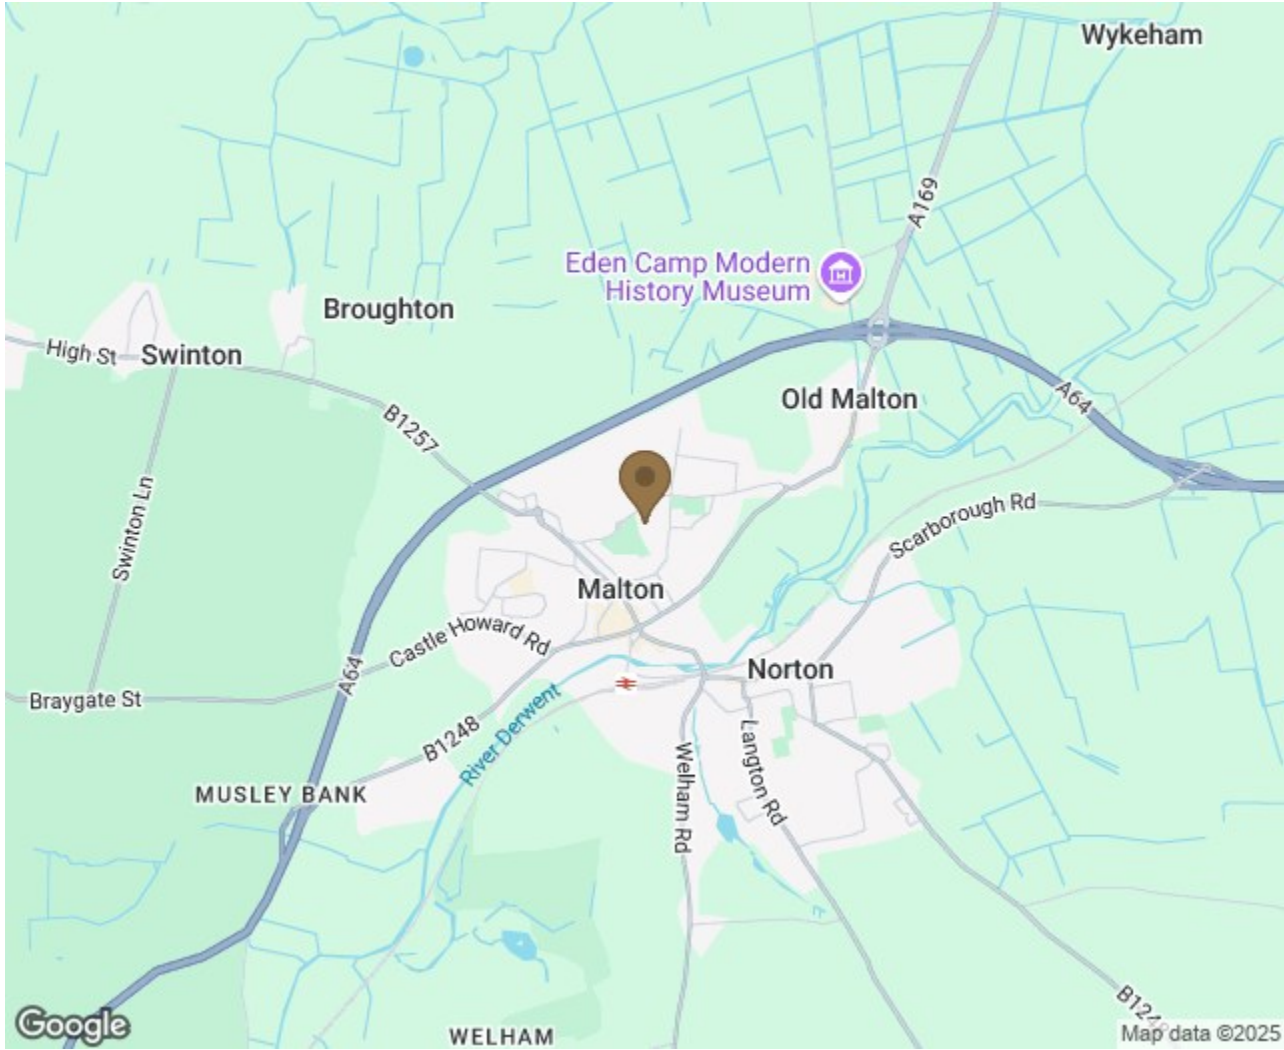 Wykeham
A169
Eden Camp Modern
History Museum
Broughton
High St
Swinton
Old Malton
A64
B1257
Swinton Ln
Scarborough Rd
Malton
Castle Howard Rd
A64
Norton
Braygate St
B1248
River Derwent
Langton Rd
Welham Rd
MUSLEY BANK
B1248
WELHAM
Google
Map data ©2025